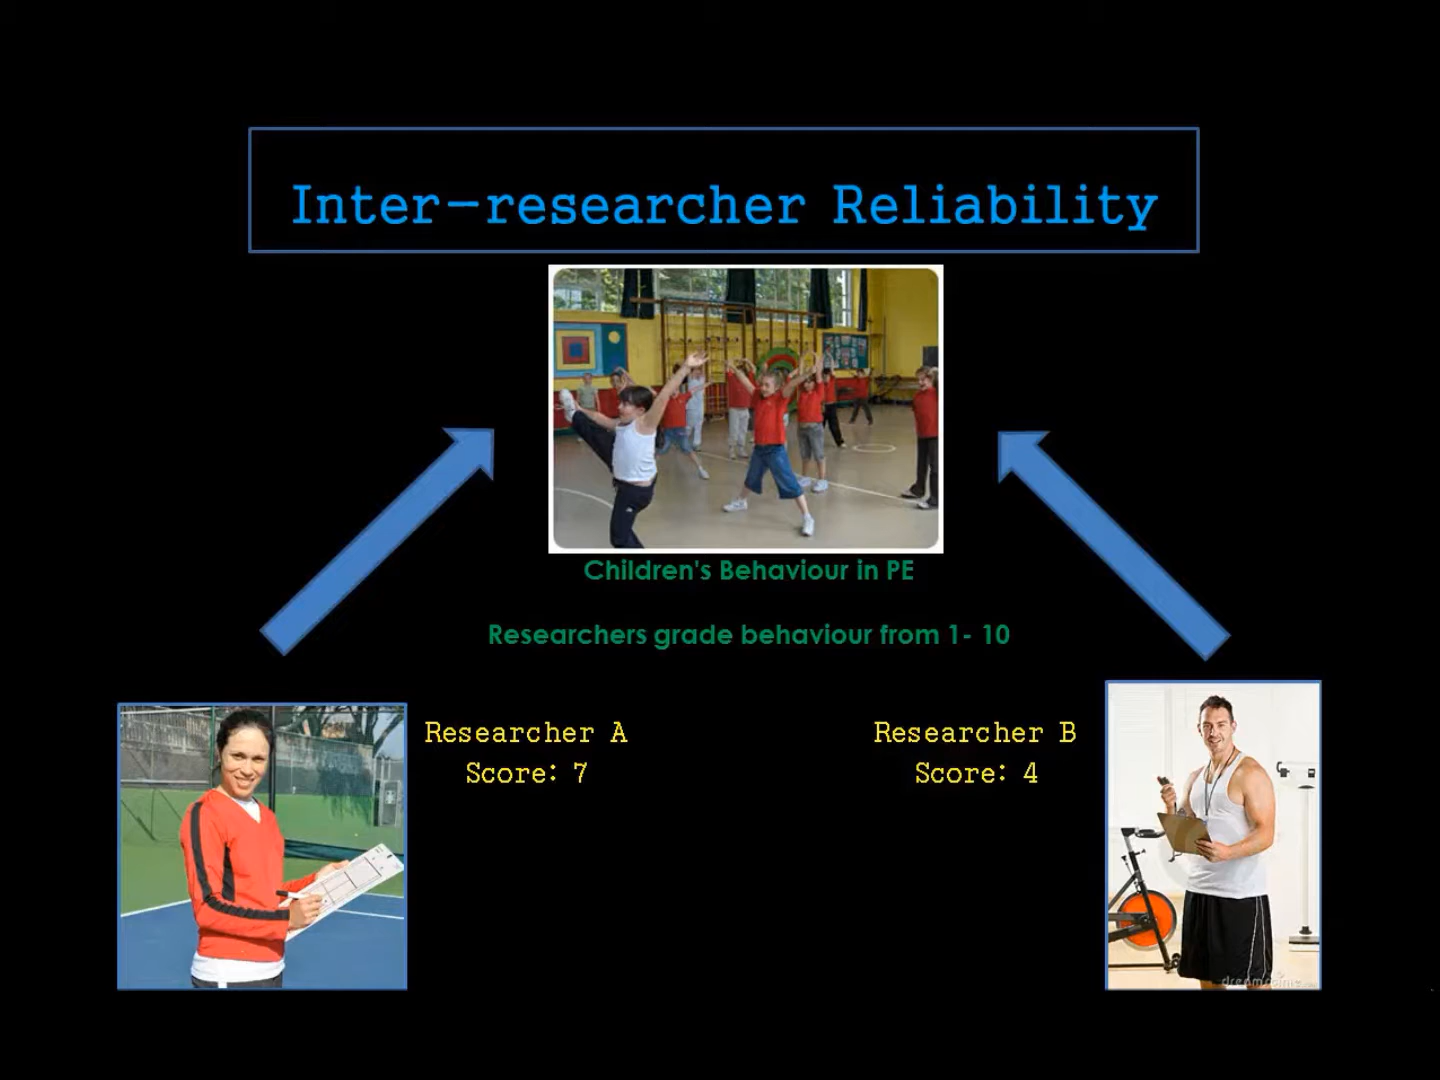 Inter-researcher Reliability
Children's Behaviour in PE
Researchers grade behaviour from 1- 10
Researcher A
Score: 7
Researcher B
Score: 4
dreamstime